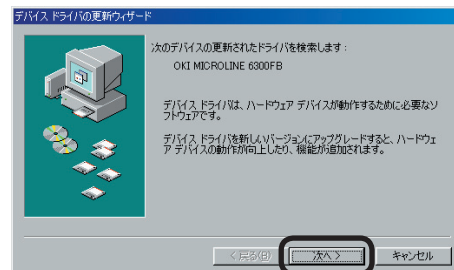 デバイス ドライバの更新ウィザード
次のデバイスの更新されたドライバを検索します：
OKI MICROLINE 6300FB
デバイス ドライバは、ハードウェア デバイスが動作するために必要なソ
フトウェアです。
デバイス ドライバを新しいバージョンにアップグレードすると、ハードウェ
ア デバイスの動作が向上したり、機能が追加されます。
< 戻る(B)
次へ >
キャンセル